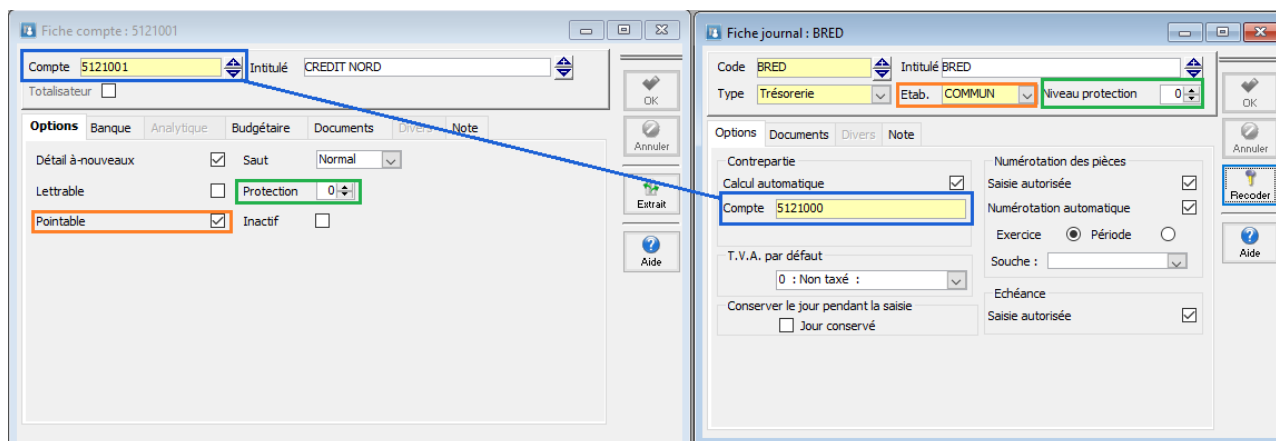 Fiche compte : 5121001
Compte 5121001 Intitulé CREDIT NORD
Totalisateur
OK
Options Banque Analytique Budgétaire Documents Divers Note
Annuler
Détail à-nouveaux Saut Normal
Lettrable Protection 0
Extrait
Pointable Inactif
Aide
Fiche journal : BRED
Code BRED Intitulé BRED
Type Trésorerie Etab. COMMUN Niveau protection 0
OK
Options Documents Divers Note
Annuler
Contrepartie Numérotation des pièces
Calcul automatique Saisie autorisée
Recoder
Compte 5121000 Numérotation automatique
Exercice Période
Aide
T.V.A. par défaut Souche :
0 : Non taxé :
Echéance
Conserver le jour pendant la saisie
Saisie autorisée
Jour conservé